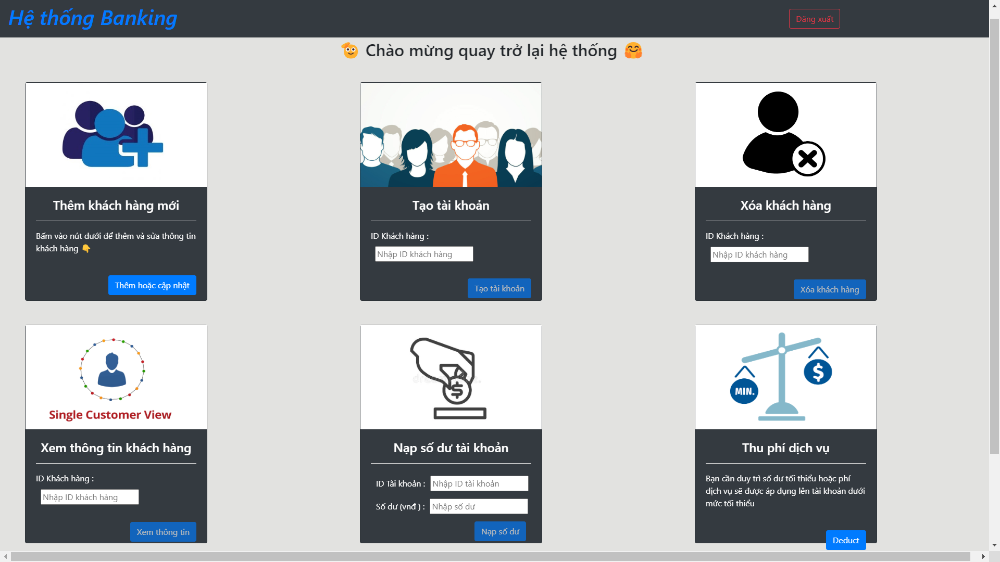 Hệ thống Banking
Đăng xuất
🫡 Chào mừng quay trở lại hệ thống 🤗
Thêm khách hàng mới
Bấm vào nút dưới để thêm và sửa thông tin
khách hàng 👇
Thêm hoặc cập nhật
Tạo tài khoản
ID Khách hàng :
Nhập ID khách hàng
Tạo tài khoản
Xóa khách hàng
ID Khách hàng :
Nhập ID khách hàng
Xóa khách hàng
Single Customer View
Xem thông tin khách hàng
ID Khách hàng :
Nhập ID khách hàng
Xem thông tin
$
Nạp số dư tài khoản
ID Tài khoản : Nhập ID tài khoản
Số dư (vnđ ) : Nhập số dư
Nạp số dư
MIN. $
Thu phí dịch vụ
Bạn cần duy trì số dư tối thiểu hoặc phí
dịch vụ sẽ được áp dụng lên tài khoản dưới
mức tối thiểu
Deduct